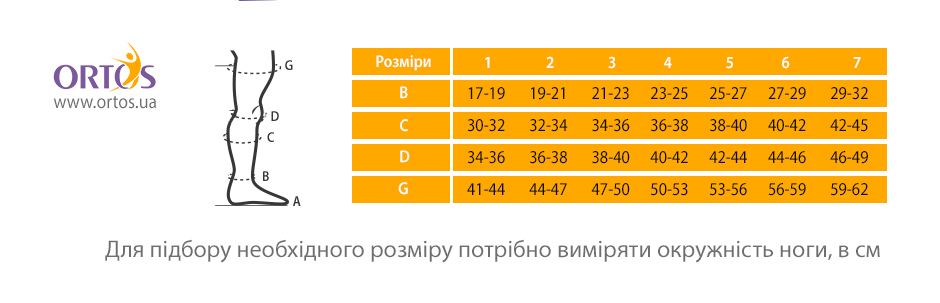 ORTOS
www.ortos.ua
G
D
C
B
A
Розміри 1 2 3 4 5 6 7
B 17-19 19-21 21-23 23-25 25-27 27-29 29-32
C 30-32 32-34 34-36 36-38 38-40 40-42 42-45
D 34-36 36-38 38-40 40-42 42-44 44-46 46-49
G 41-44 44-47 47-50 50-53 53-56 56-59 59-62
Для підбору необхідного розміру потрібно виміряти окружність ноги, в см